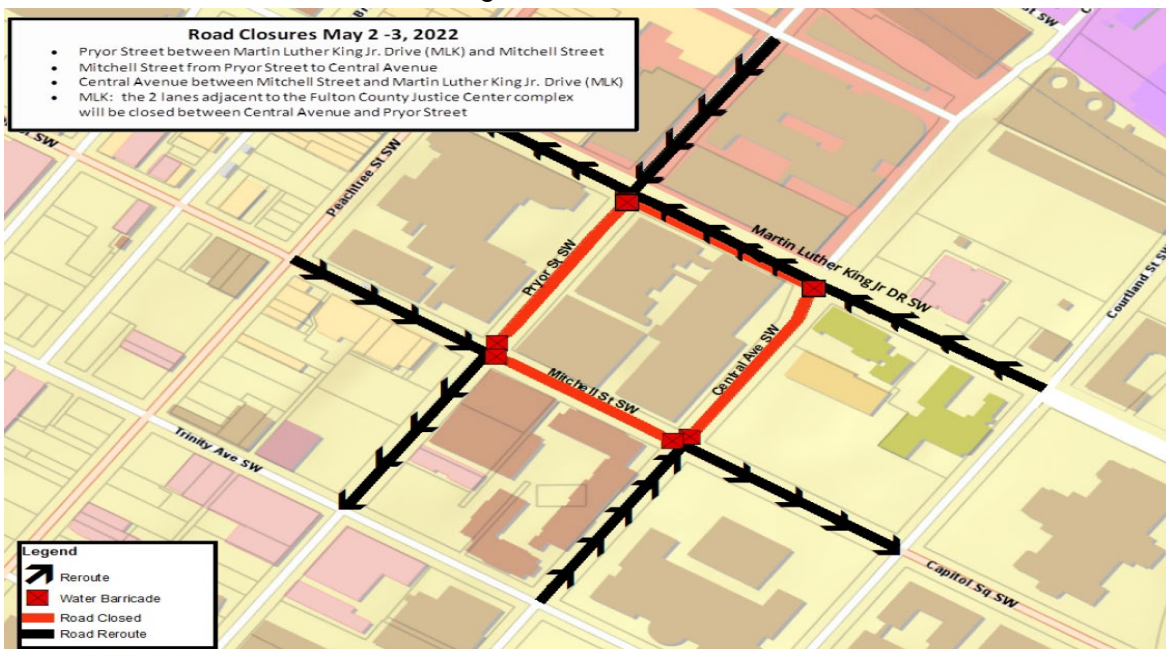 Road Closures May 2 -3, 2022
• Pryor Street between Martin Luther King Jr. Drive (MLK) and Mitchell Street
• Mitchell Street from Pryor Street to Central Avenue
• Central Avenue between Mitchell Street and Martin Luther King Jr. Drive (MLK)
• MLK: the 2 lanes adjacent to the Fulton County Justice Center complex
will be closed between Central Avenue and Pryor Street
SW
Peachtree St SW
Pryor St SW
Martin Luther King Jr DR SW
Courtland St SW
Central Ave SW
Mitchell St SW
Trinity Ave SW
Capitol Sq SW
Legend
Reroute
Water Barricade
Road Closed
Road Reroute